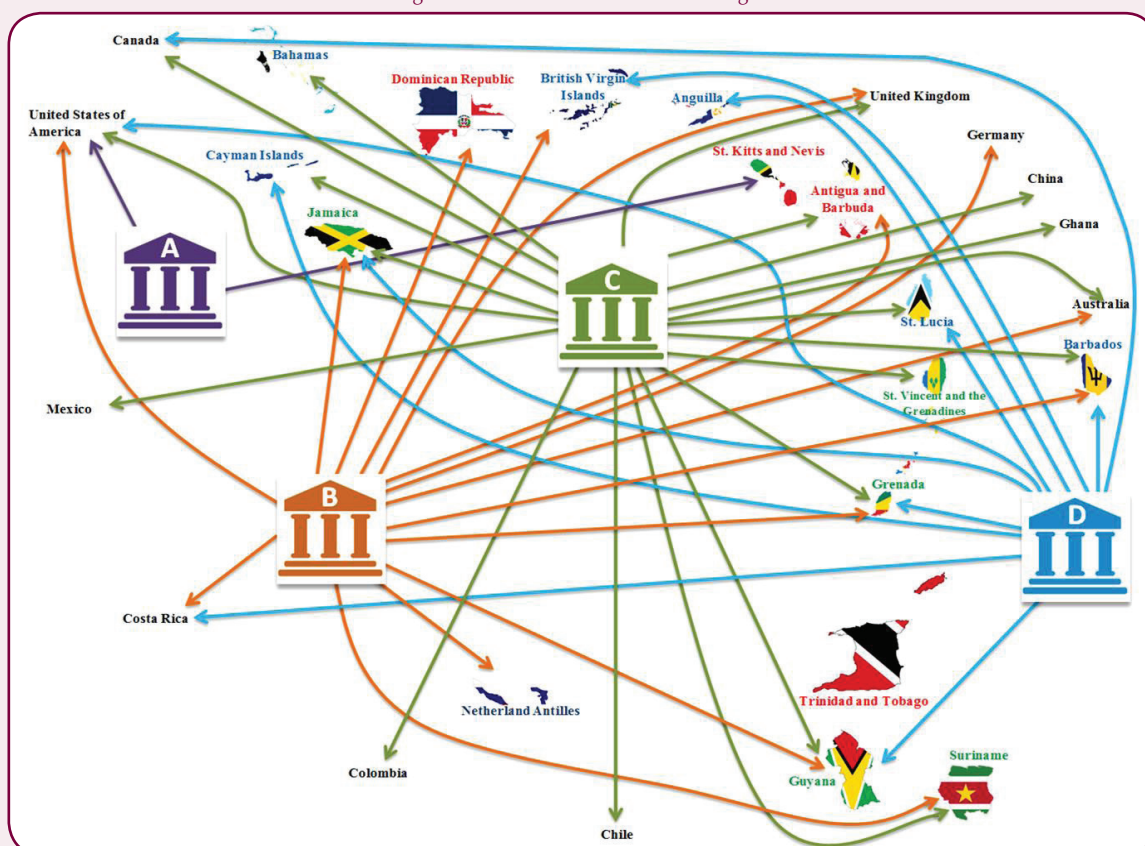 Canada
Bahamas
Dominican Republic
British Virgin
Islands
Anguilla
United Kingdom
United States of
America
Germany
Cayman Islands
St. Kitts and Nevis
China
Antigua and
Barbuda
Jamaica
Ghana
A
C
Australia
St. Lucia
Barbados
Mexico
St. Vincent and the
Grenadines
Grenada
B
D
Costa Rica
Trinidad and Tobago
Netherland Antilles
Suriname
Colombia
Guyana
Chile